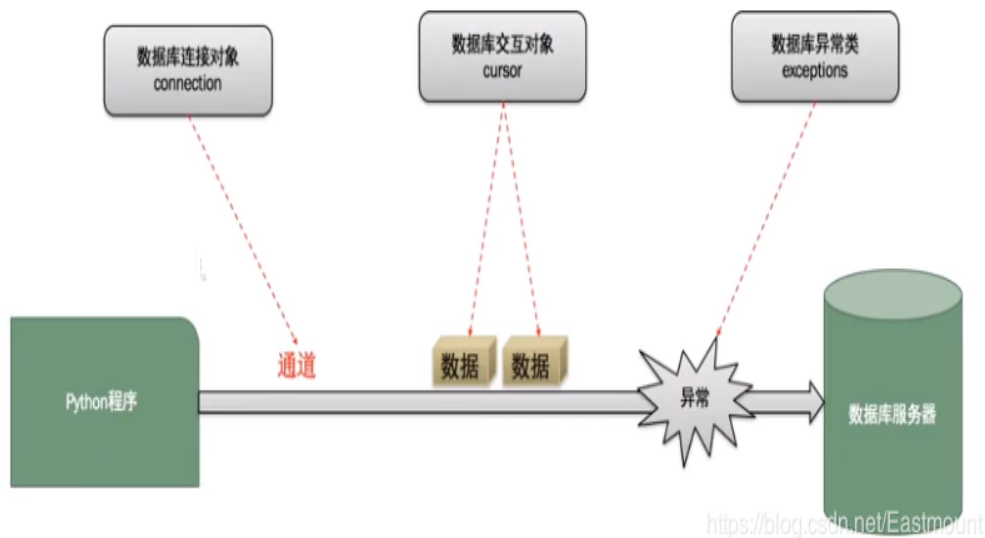 数据库连接对象
connection
数据库交互对象
cursor
数据库异常类
exceptions
通道
数据
数据
Python程序
异常
数据库服务器
https://blog.csdn.net/Eastmount